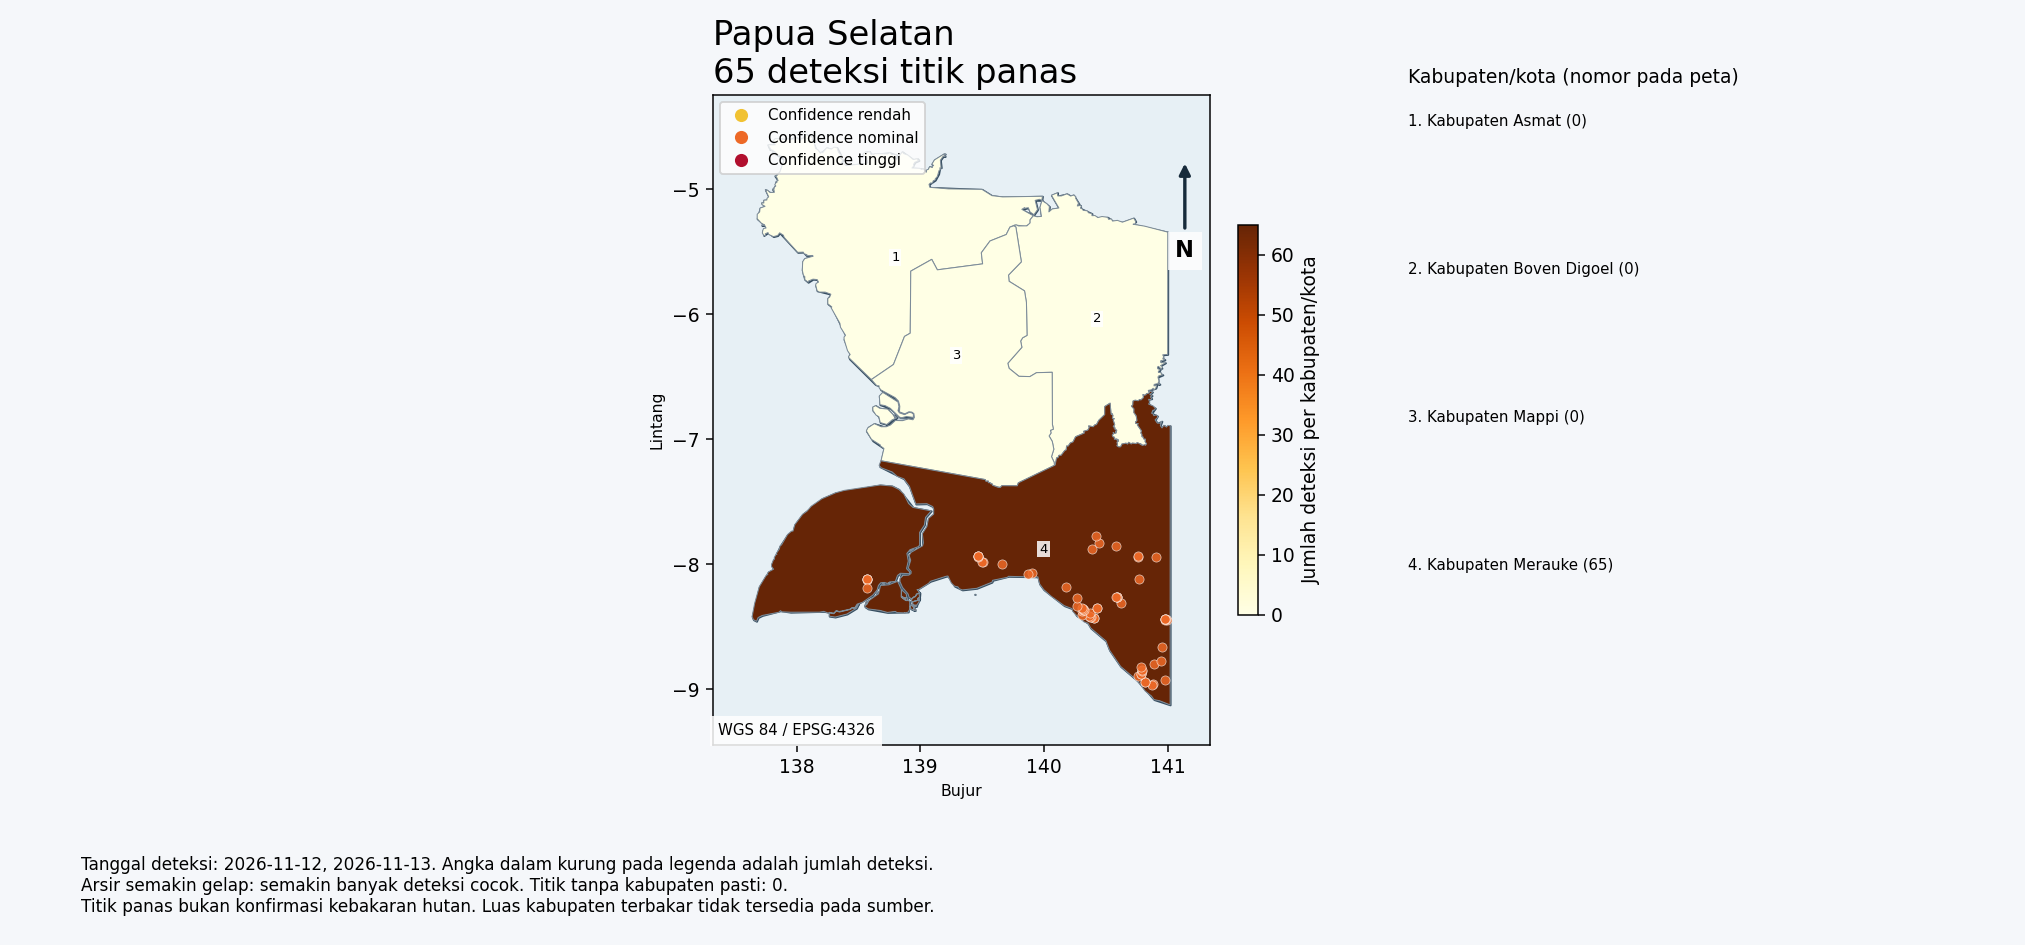 Papua Selatan
65 deteksi titik panas
Confidence rendah
Confidence nominal
Confidence tinggi
N
1
2
3
4
−5
−6
−7
−8
−9
Lintang
138
139
140
141
Bujur
WGS 84 / EPSG:4326
60
50
40
30
20
10
0
Jumlah deteksi per kabupaten/kota
Kabupaten/kota (nomor pada peta)
1. Kabupaten Asmat (0)
2. Kabupaten Boven Digoel (0)
3. Kabupaten Mappi (0)
4. Kabupaten Merauke (65)
Tanggal deteksi: 2026-11-12, 2026-11-13. Angka dalam kurung pada legenda adalah jumlah deteksi.
Arsir semakin gelap: semakin banyak deteksi cocok. Titik tanpa kabupaten pasti: 0.
Titik panas bukan konfirmasi kebakaran hutan. Luas kabupaten terbakar tidak tersedia pada sumber.